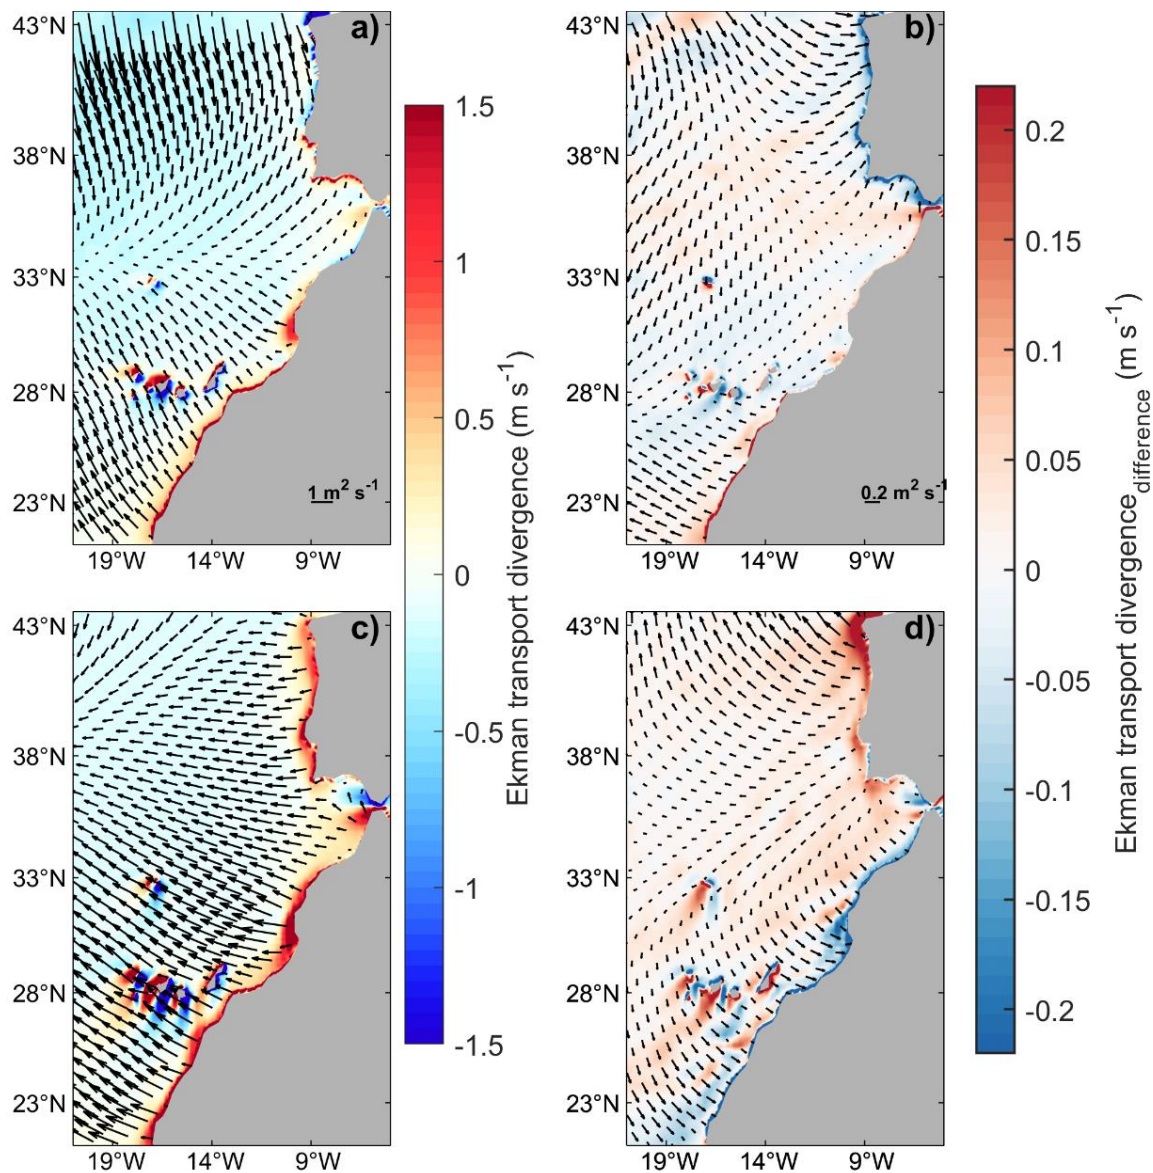 a)
43°N
38°N
33°N
28°N
23°N
1 m² s⁻¹
19°W 14°W 9°W
1.5
1
0.5
0
-0.5
-1
-1.5
Ekman transport divergence (m s⁻¹)
b)
43°N
38°N
33°N
28°N
23°N
0.2 m² s⁻¹
19°W 14°W 9°W
0.2
0.15
0.1
0.05
0
-0.05
-0.1
-0.15
-0.2
Ekman transport divergence_difference (m s⁻¹)
c)
43°N
38°N
33°N
28°N
23°N
19°W 14°W 9°W
d)
43°N
38°N
33°N
28°N
23°N
19°W 14°W 9°W